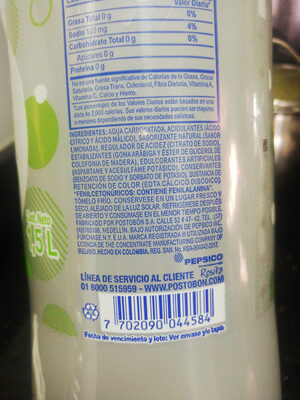 Valor Diario*
Grasa Total 0 g 0%
Sodio 100 mg 4%
Carbohidrato Total 0 g 0%
Azúcares 0 g
Proteína 0 g
No es una fuente significativa de Calorías de la Grasa, Grasa
Saturada, Grasa Trans, Colesterol, Fibra Dietaria, Vitamina A,
Vitamina C, Calcio y Hierro.
*Los porcentajes de los Valores Diarios están basados en una
dieta de 2,000 calorías. Sus valores diarios pueden ser mayores
o menores dependiendo de sus necesidades calóricas.
INGREDIENTES: AGUA CARBONATADA, ACIDULANTES (ÁCIDO
CÍTRICO Y ÁCIDO MÁLICO), SABORIZANTE NATURAL (SABOR
LIMONADA), REGULADOR DE ACIDEZ (CITRATO DE SODIO),
ESTABILIZANTES (GOMA ARÁBIGA Y ÉSTER DE GLICEROL DE
COLOFONIA DE MADERA), EDULCORANTES ARTIFICIALES
(ASPARTAME Y ACESULFAME POTÁSICO), CONSERVANTES
(BENZOATO DE SODIO Y SORBATO DE POTASIO), SUSTANCIA DE
RETENCIÓN DE COLOR (EDTA CÁLCICO DISÓDICO).
*FENILCETONÚRICOS: CONTIENE FENILALANINA*.
TÓMELO FRÍO. CONSÉRVESE EN UN LUGAR FRESCO Y
SECO, ALEJADO DE LA LUZ SOLAR. REFRIGÉRESE DESPUÉS
DE ABIERTO Y CONSÚMASE EN EL MENOR TIEMPO POSIBLE.
FABRICADO POR POSTOBÓN S.A. CALLE 52 # 47-42, TEL. (57)
MEDELLÍN, BAJO AUTORIZACIÓN DE PEPSICO INC.
PURCHASE N.Y. E.U.A. MARCA REGISTRADA UTILIZADA BAJO
LICENCIA DE THE CONCENTRATE MANUFACTURING COMPANY OF
IRELAND. HECHO EN COLOMBIA. REG. SAN. No.
Cont. Neto
1,5 L
PEPSICO
LÍNEA DE SERVICIO AL CLIENTE
01 8000 515959 - WWW.POSTOBON.COM
7 702090 044584
Fecha de vencimiento y lote: Ver envase y/o tapa.